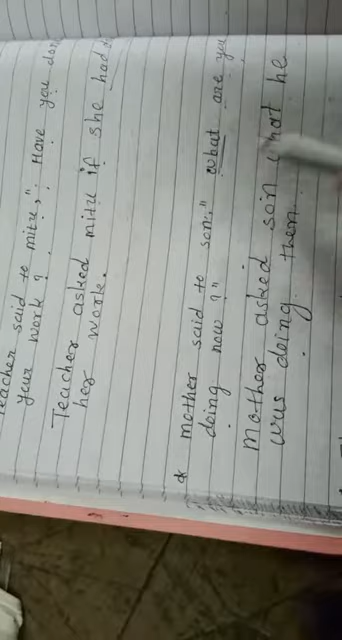 Teacher said to mitu," Have you don
your work ?
Teacher asked mitu if she had d
her work.
* mother said to son," what are you
doing now ?"
Mother asked son what he
was doing then.